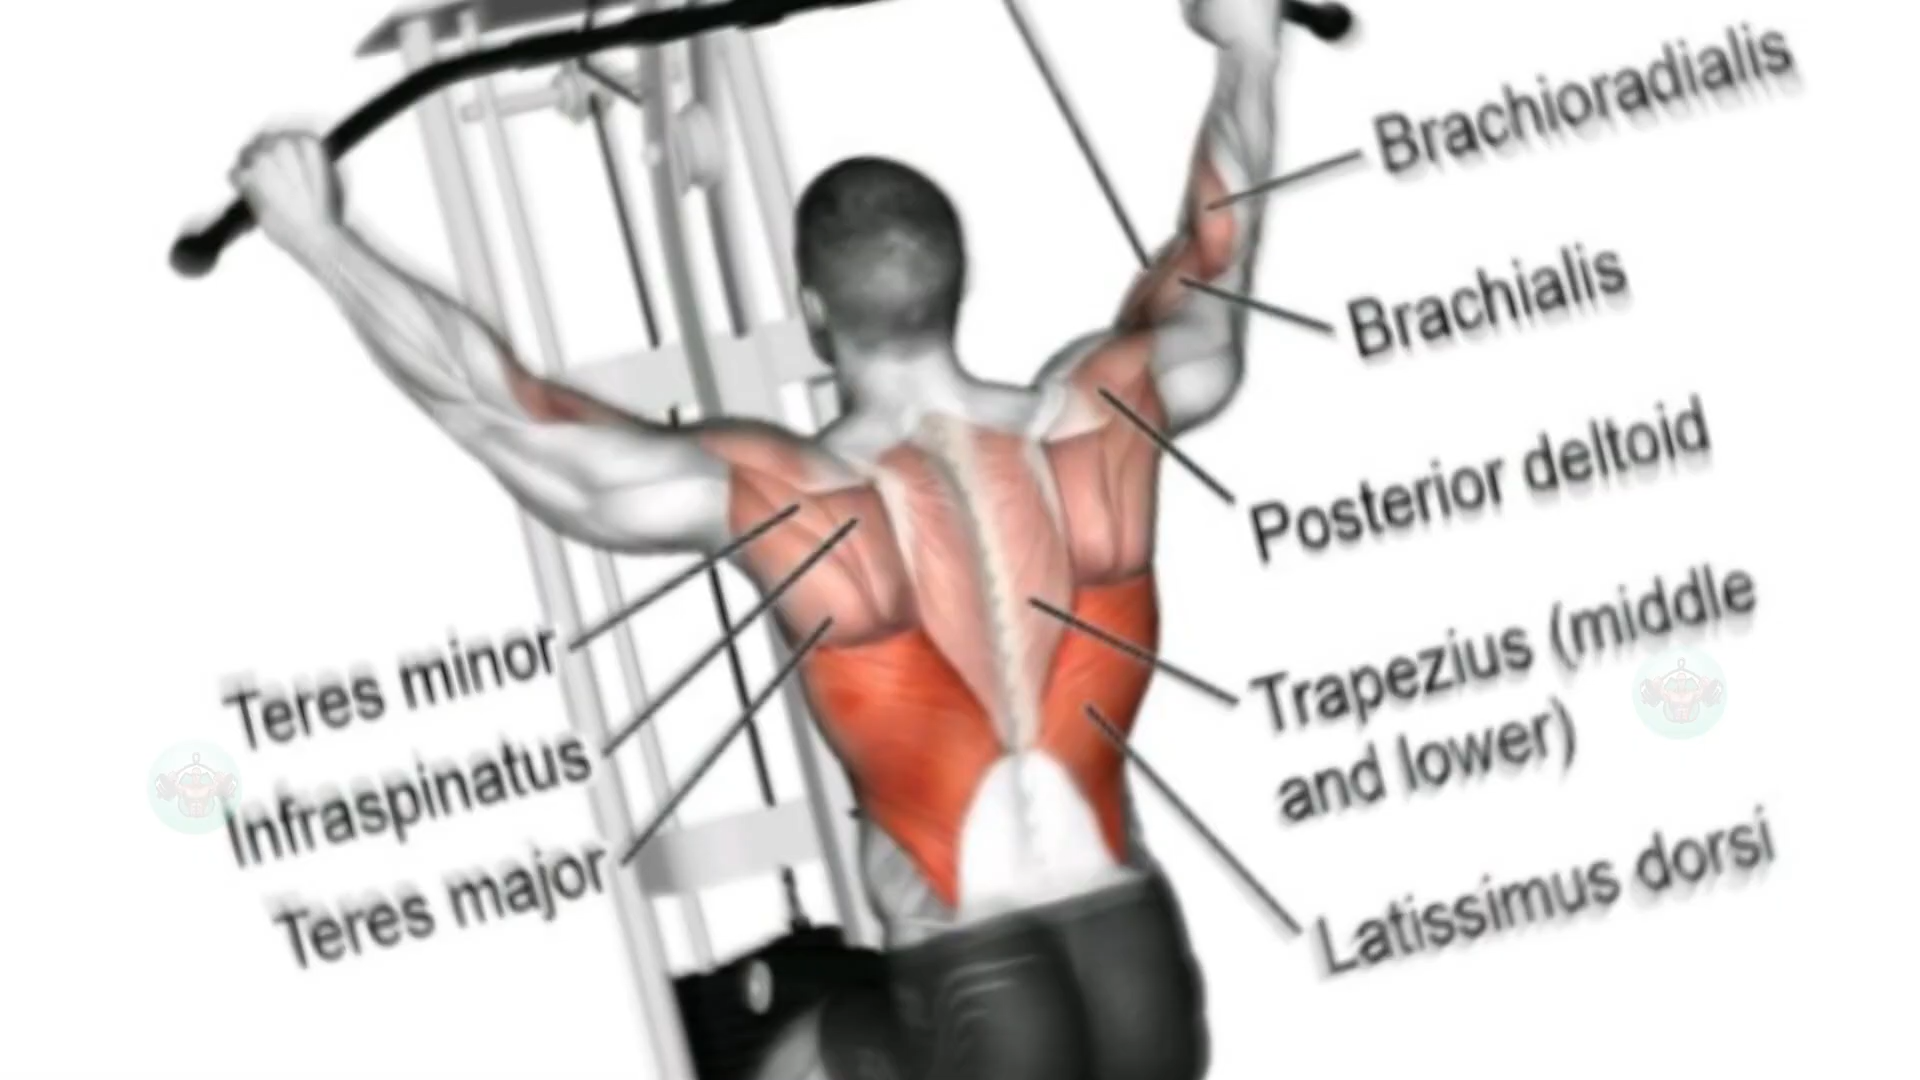 Brachioradialis
Brachialis
Posterior deltoid
Trapezius (middle
and lower)
Latissimus dorsi
Teres minor
Infraspinatus
Teres major